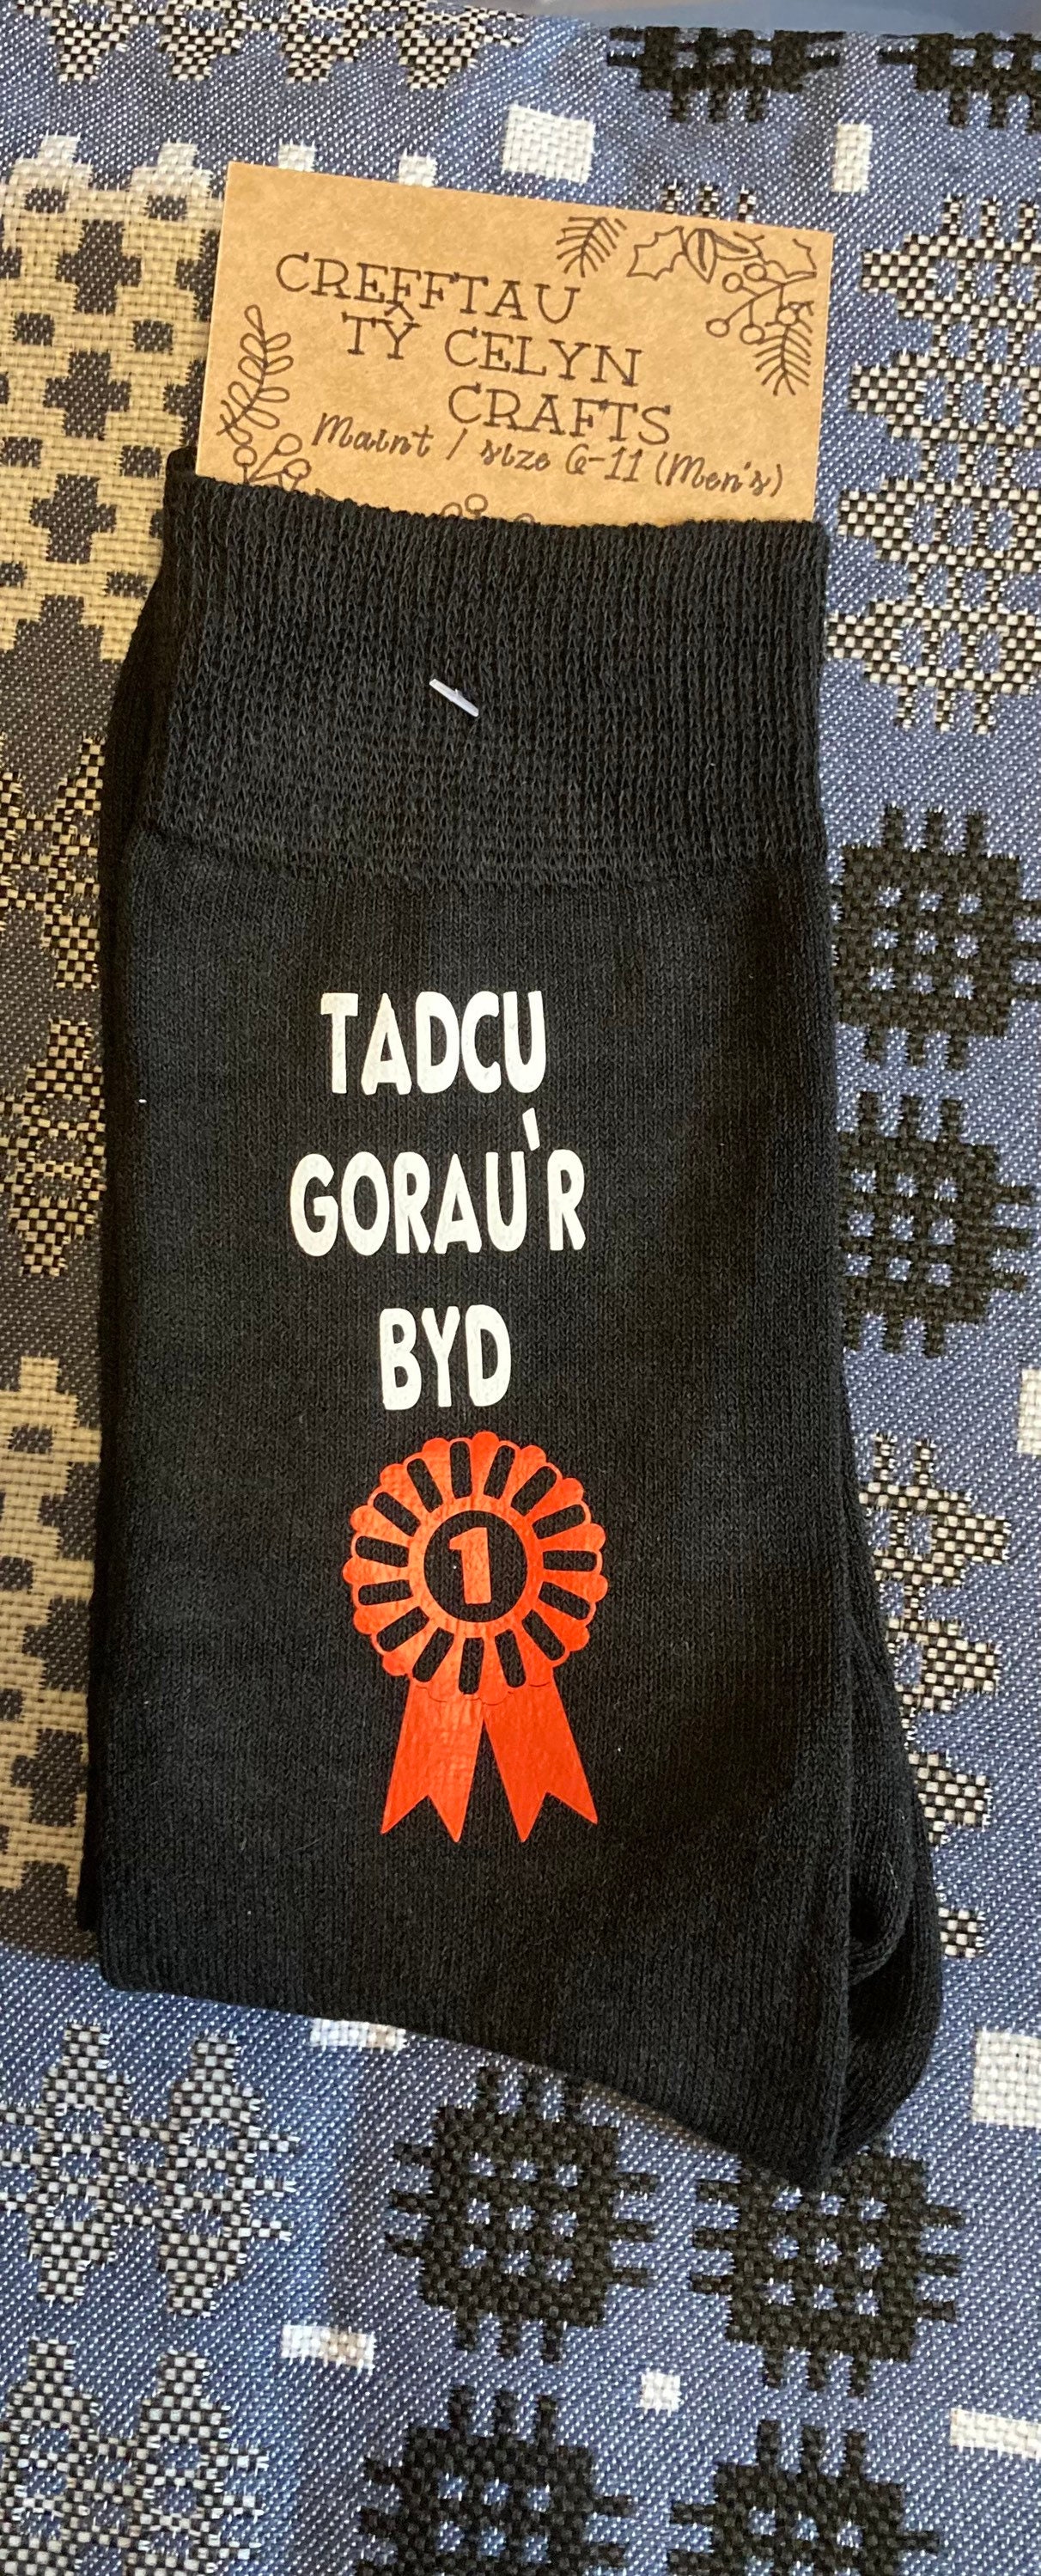 CREFFTAU
TŶ CELYN
CRAFTS
Maint / size 6-11 (Men's)
TADCU
GORAU'R
BYD
1